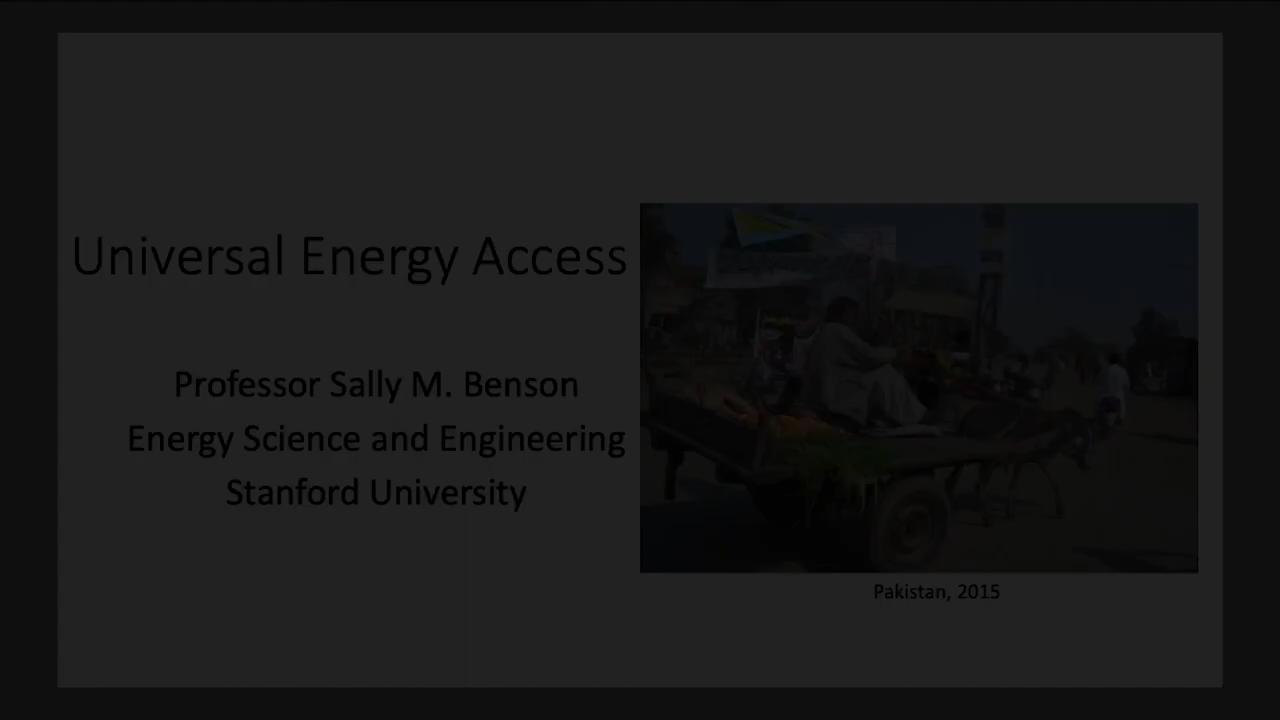 Universal Energy Access
Professor Sally M. Benson
Energy Science and Engineering
Stanford University
Pakistan, 2015